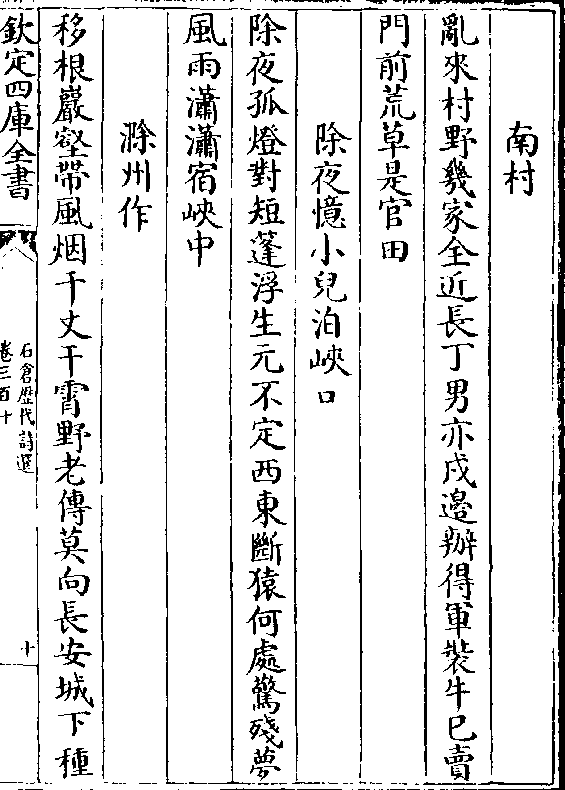 南村
亂來村野幾家全近長丁男亦戍邊辦得軍裝牛已賣
門前荒草是官田
除夜憶小兒泊峽口
除夜孤燈對短蓬浮生元不定西東斷猿何處驚殘夢
風雨瀟瀟宿峽中
滁州作
移根巖壑帶風烟千丈干霄野老傳莫向長安城下種
欽定四庫全書
石倉歴代詩選
卷三百十
十